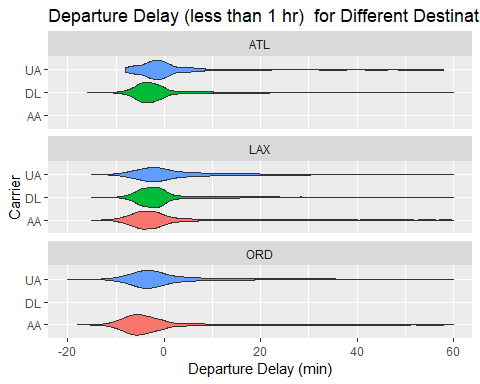 Departure Delay (less than 1 hr)  for Different Destinat
ATL
UA
DL
AA
LAX
UA
DL
AA
ORD
UA
DL
AA
Carrier
-20 0 20 40 60
Departure Delay (min)